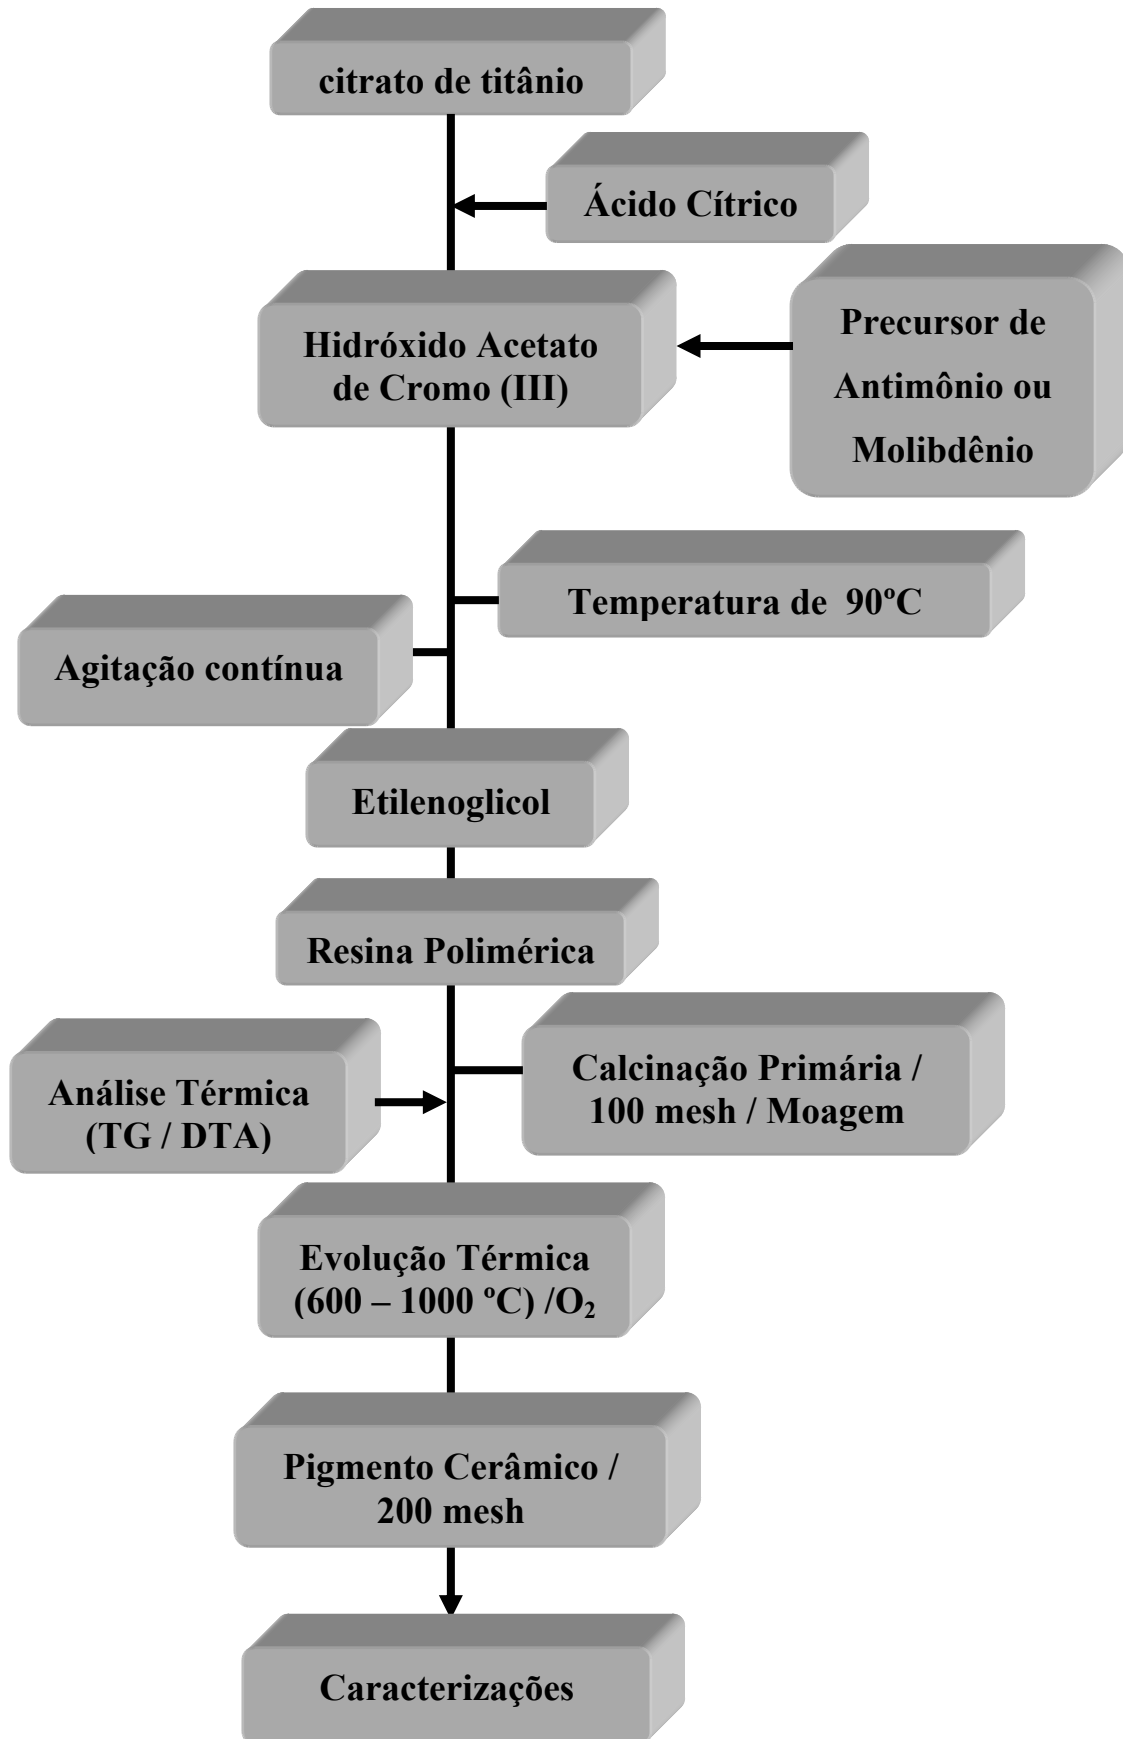 citrato de titânio
Ácido Cítrico
Hidróxido Acetato
de Cromo (III)
Precursor de
Antimônio ou
Molibdênio
Temperatura de 90ºC
Agitação contínua
Etilenoglicol
Resina Polimérica
Calcinação Primária /
100 mesh / Moagem
Análise Térmica
(TG / DTA)
Evolução Térmica
(600 – 1000 ºC) /O₂
Pigmento Cerâmico /
200 mesh
Caracterizações